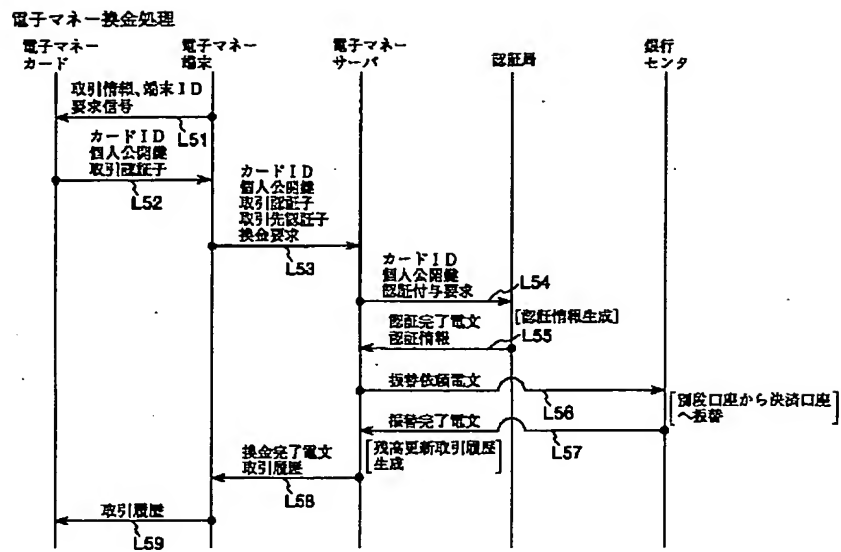 電子マネー換金処理
電子マネー
カード
電子マネー
端末
電子マネー
サーバ
認証局
銀行
センタ
取引情報、端末ID
要求信号
L51
カードID
個人公開鍵
取引認証子
L52
カードID
個人公開鍵
取引認証子
取引先認証子
換金要求
L53
カードID
個人公開鍵
認証付与要求
L54
認証完了電文
認証情報
[認証情報生成]
L55
振替依頼電文
L56
[別段口座から決済口座
へ振替]
振替完了電文
L57
[残高更新取引履歴
生成]
換金完了電文
取引履歴
L58
取引履歴
L59